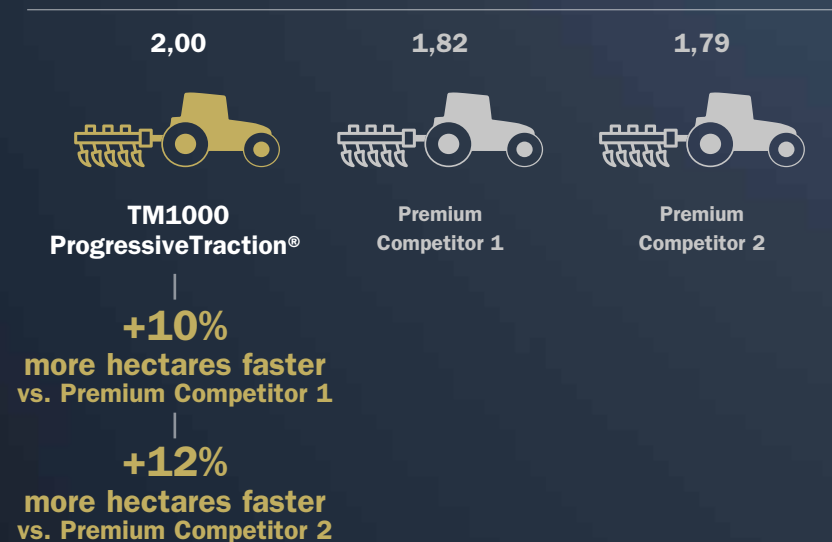 2,00
1,82
1,79
TM1000
ProgressiveTraction®
Premium
Competitor 1
Premium
Competitor 2
+10%
more hectares faster
vs. Premium Competitor 1
+12%
more hectares faster
vs. Premium Competitor 2